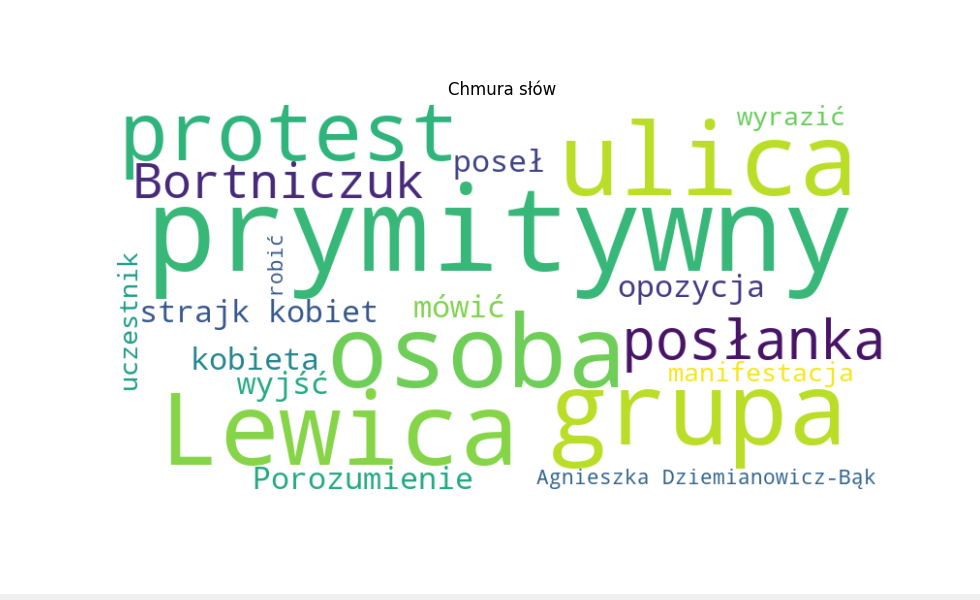 Chmura słów
protest
ulica
wyrazić
Bortniczuk
poseł
prymitywny
robić
uczestnik
opozycja
strajk kobiet
mówić
osoba
posłanka
kobieta
manifestacja
wyjść
Lewica
grupa
Porozumienie
Agnieszka Dziemianowicz-Bąk